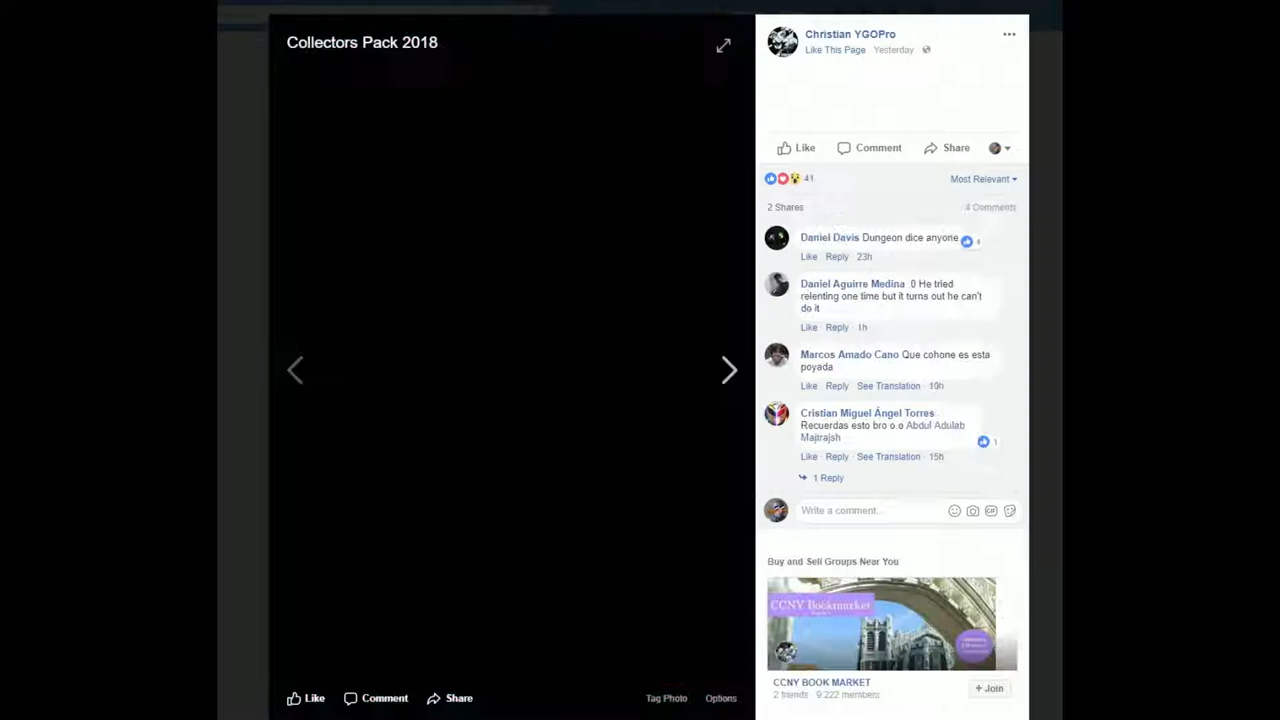 Collectors Pack 2018
Christian YGOPro
Like This Page Yesterday
Like Comment Share
41
Most Relevant
2 Shares
4 Comments
Daniel Davis Dungeon dice anyone
4
Like Reply 23h
Daniel Aguirre Medina 0 He tried
relenting one time but it turns out he can't
do it
Like Reply 1h
Marcos Amado Cano Que cohone es esta
poyada
Like Reply See Translation 19h
Cristian Miguel Ángel Torres
Recuerdas esto bro o.o Abdul Adulab
Majtrajsh
1
Like Reply See Translation 15h
1 Reply
Write a comment...
GIF
Buy and Sell Groups Near You
CCNY Bookmarket
CCNY BOOK MARKET
2 friends · 9,222 members
+ Join
Like Comment Share
Tag Photo Options